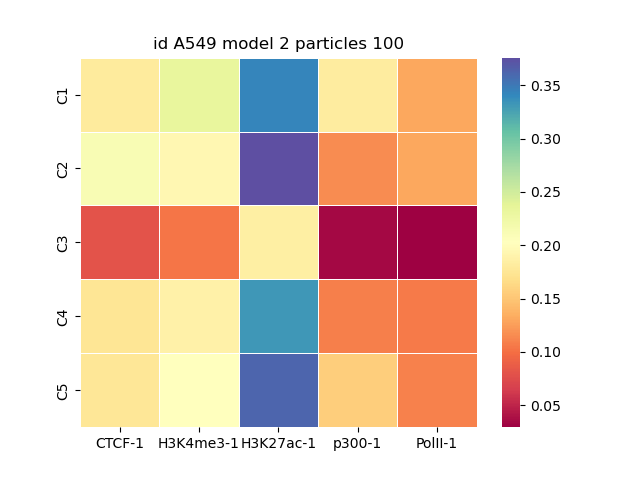 id A549 model 2 particles 100
C1
C2
C3
C4
C5
CTCF-1 H3K4me3-1 H3K27ac-1 p300-1 PolII-1
0.35
0.30
0.25
0.20
0.15
0.10
0.05